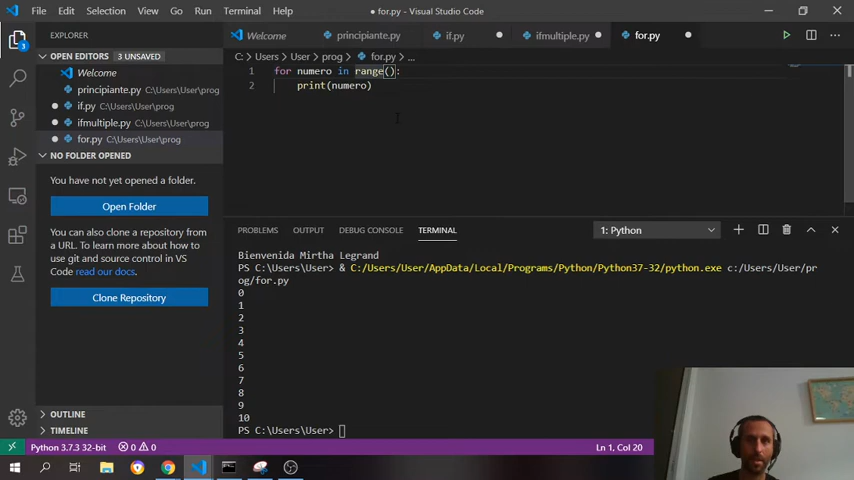 File Edit Selection View Go Run Terminal Help
● for.py - Visual Studio Code
EXPLORER
Welcome principiante.py if.py ifmultiple.py for.py
OPEN EDITORS 3 UNSAVED
Welcome
principiante.py C:\Users\User\prog
if.py C:\Users\User\prog
ifmultiple.py C:\Users\User\prog
for.py C:\Users\User\prog
NO FOLDER OPENED
You have not yet opened a folder.
Open Folder
You can also clone a repository from
a URL. To learn more about how to
use git and source control in VS
Code read our docs.
Clone Repository
OUTLINE
TIMELINE
C: > Users > User > prog > for.py > ...
1 for numero in range():
2 print(numero)
PROBLEMS OUTPUT DEBUG CONSOLE TERMINAL
1: Python
Bienvenida Mirtha Legrand
PS C:\Users\User> & C:/Users/User/AppData/Local/Programs/Python/Python37-32/python.exe c:/Users/User/pr
og/for.py
0
1
2
3
4
5
6
7
8
9
10
PS C:\Users\User>
Python 3.7.3 32-bit 0 0
Ln 1, Col 20
3